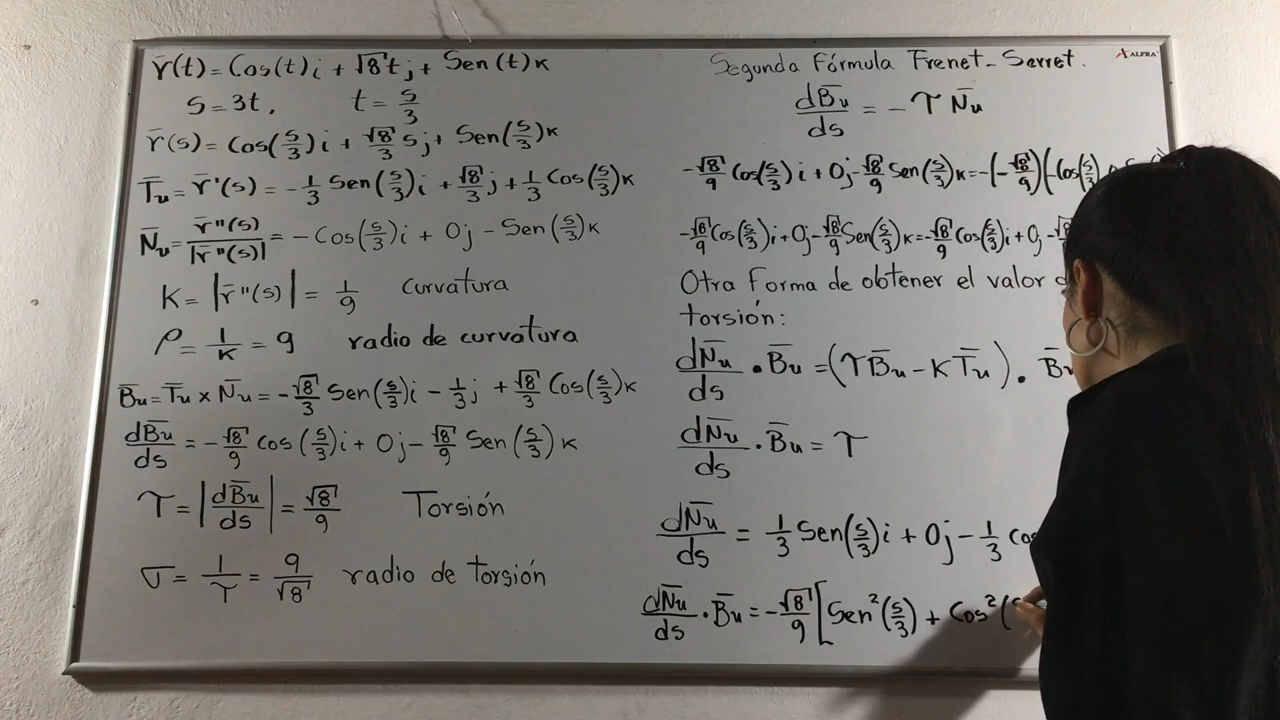 r̄(t) = Cos(t)i + √8 tj + Sen(t)k
S = 3t, t = s/3
r̄(s) = Cos(s/3)i + √8/3 sj + Sen(s/3)k
T̄u = r̄'(s) = -1/3 Sen(s/3)i + √8/3 j + 1/3 Cos(s/3)k
N̄u = r̄''(s)/|r̄''(s)| = -Cos(s/3)i + 0j - Sen(s/3)k
K = |r̄''(s)| = 1/9 Curvatura
ρ = 1/K = 9 radio de curvatura
B̄u = T̄u × N̄u = -√8/3 Sen(s/3)i - 1/3 j + √8/3 Cos(s/3)k
dB̄u/ds = -√8/9 Cos(s/3)i + 0j - √8/9 Sen(s/3)k
τ = |dB̄u/ds| = √8/9 Torsión
σ = 1/τ = 9/√8 radio de torsión
Segunda Fórmula Frenet-Serret.
ALFRA
dB̄u/ds = -τ N̄u
-√8/9 Cos(s/3)i + 0j - √8/9 Sen(s/3)k = -(-√8/9)(-Cos(s/3)
-√8/9 Cos(s/3)i + 0j - √8/9 Sen(s/3)k = -√8/9 Cos(s/3)i + 0j - √8
Otra Forma de obtener el valor d
torsión:
dN̄u/ds • B̄u = (τB̄u - KT̄u) • B̄
dN̄u/ds • B̄u = τ
dN̄u/ds = 1/3 Sen(s/3)i + 0j - 1/3 Cos
dN̄u/ds • B̄u = -√8/9 [Sen²(s/3) + Cos²(s